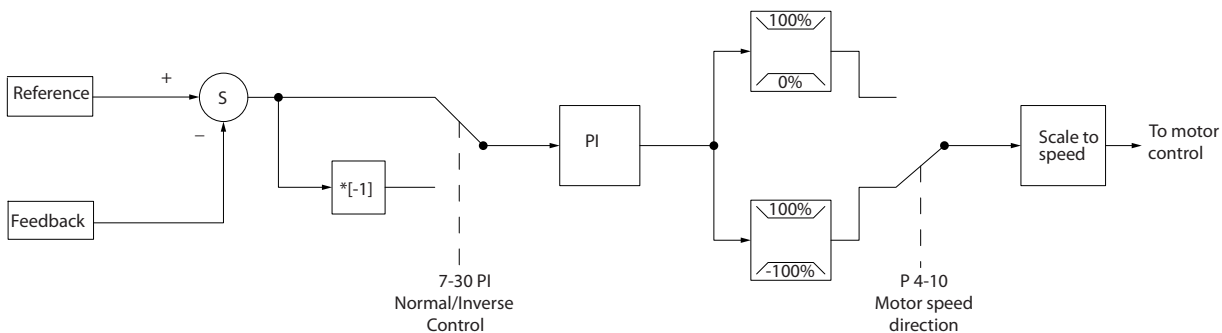 Reference
+
S
−
Feedback
*[-1]
7-30 PI
Normal/Inverse
Control
PI
100%
0%
100%
-100%
P 4-10
Motor speed
direction
Scale to
speed
To motor
control